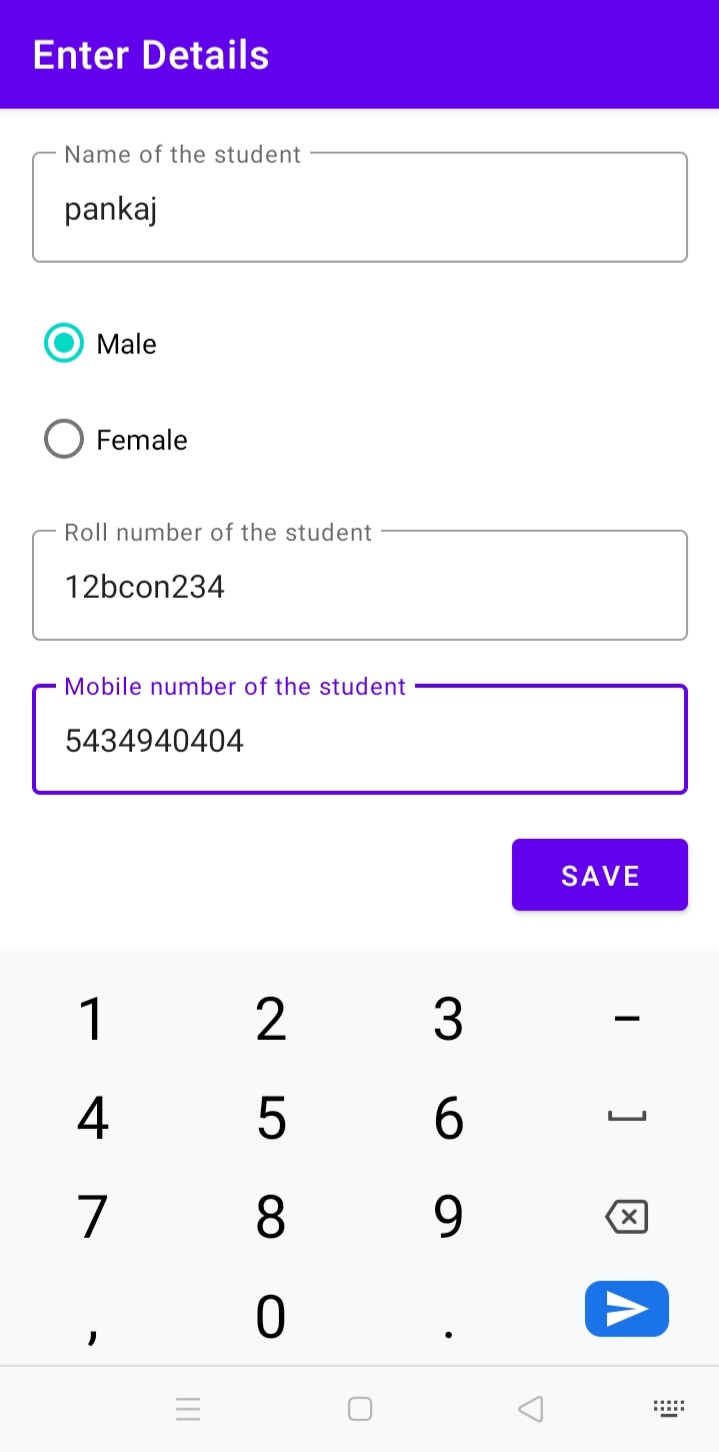 Enter Details
Name of the student
pankaj
Male
Female
Roll number of the student
12bcon234
Mobile number of the student
5434940404
SAVE
1 2 3 –
4 5 6
7 8 9
, 0 .